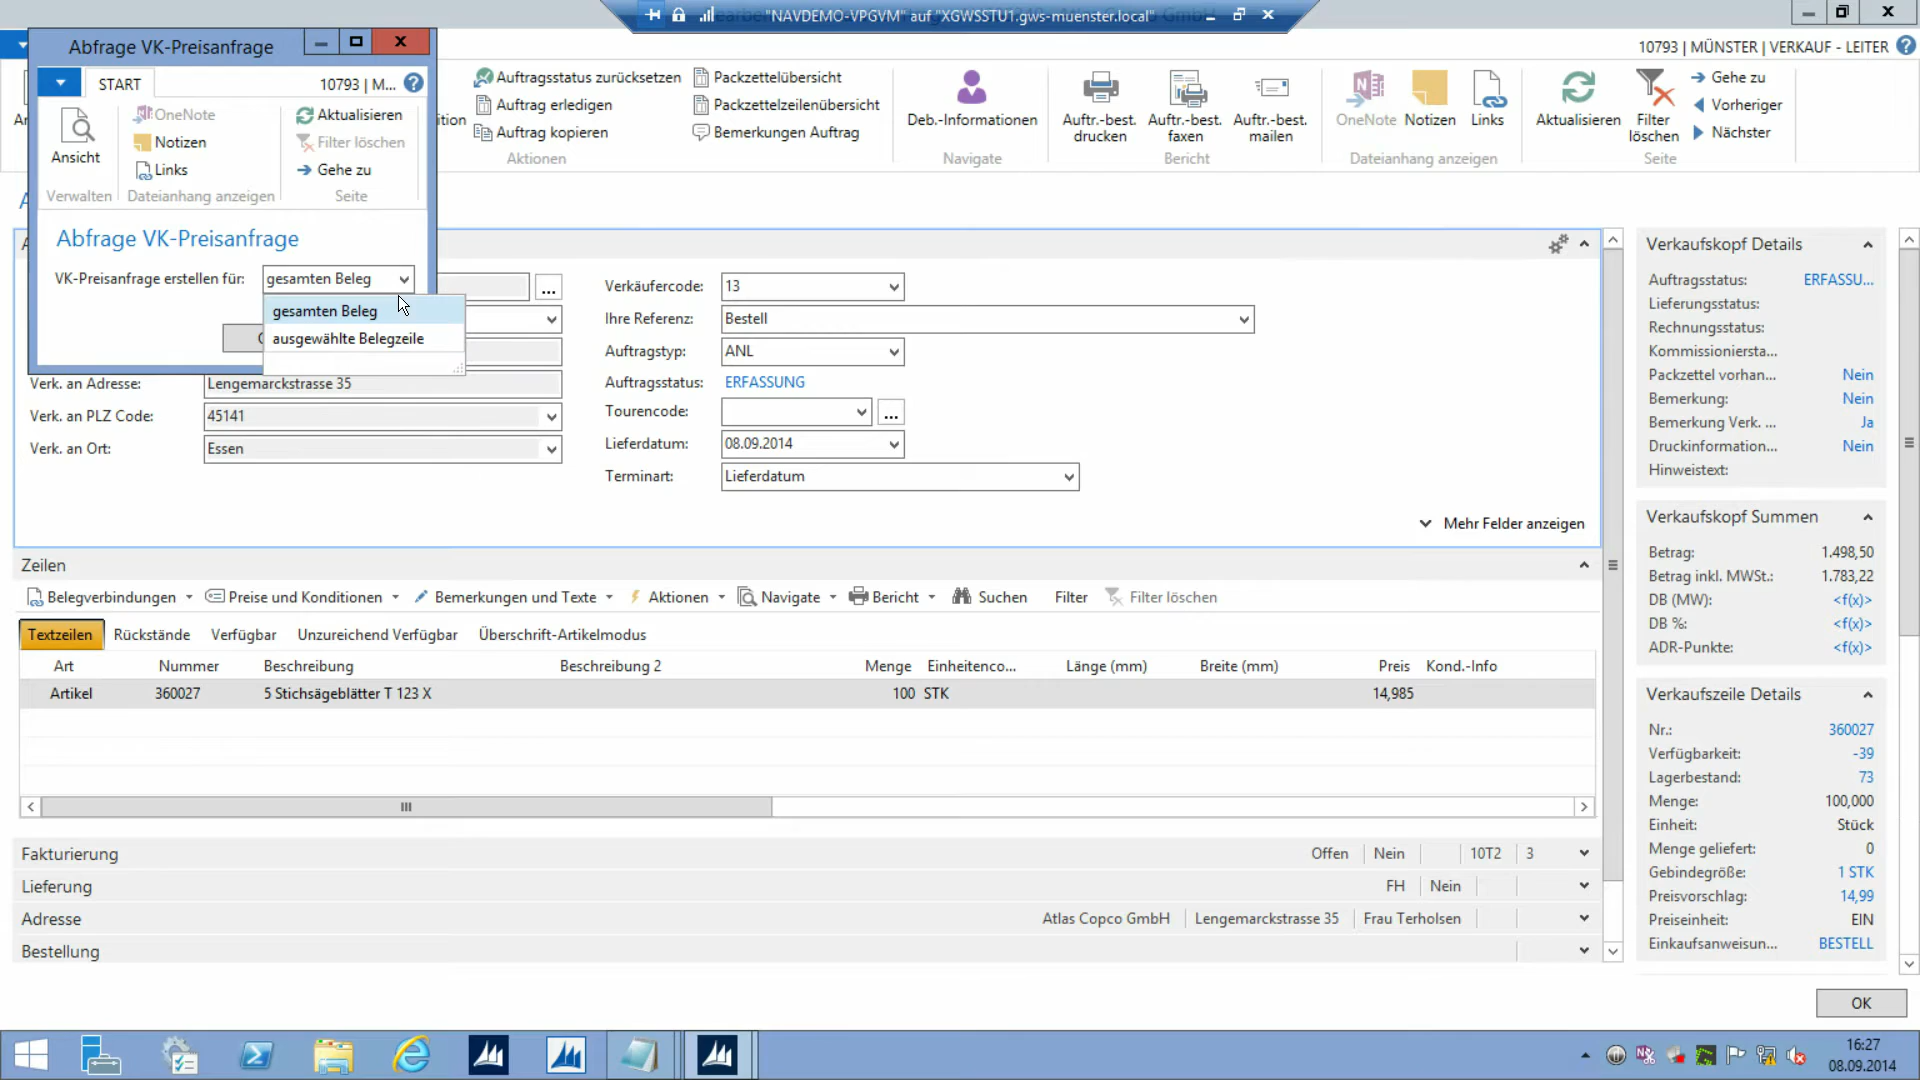 "NAVDEMO-VPGVM" auf "XGWSSTU1.gws-muenster.local"
Abfrage VK-Preisanfrage
10793 | MÜNSTER | VERKAUF - LEITER
START
10793 | M...
Ansicht
OneNote
Notizen
Links
Aktualisieren
Filter löschen
Gehe zu
Verwalten
Dateianhang anzeigen
Seite
Auftragsstatus zurücksetzen
Auftrag erledigen
Auftrag kopieren
Packzettelübersicht
Packzettelzeilenübersicht
Bemerkungen Auftrag
Aktionen
Deb.-Informationen
Navigate
Auftr.-best. drucken
Auftr.-best. faxen
Auftr.-best. mailen
Bericht
OneNote
Notizen
Links
Dateianhang anzeigen
Aktualisieren
Filter löschen
Gehe zu
Vorheriger
Nächster
Seite
Abfrage VK-Preisanfrage
VK-Preisanfrage erstellen für: gesamten Beleg
gesamten Beleg
ausgewählte Belegzeile
Verk. an Adresse: Lengemarckstrasse 35
Verk. an PLZ Code: 45141
Verk. an Ort: Essen
Verkäufercode: 13
Ihre Referenz: Bestell
Auftragstyp: ANL
Auftragsstatus: ERFASSUNG
Tourencode:
Lieferdatum: 08.09.2014
Terminart: Lieferdatum
Mehr Felder anzeigen
Zeilen
Belegverbindungen Preise und Konditionen Bemerkungen und Texte Aktionen Navigate Bericht Suchen Filter Filter löschen
Textzeilen Rückstände Verfügbar Unzureichend Verfügbar Überschrift-Artikelmodus
Art Nummer Beschreibung Beschreibung 2 Menge Einheitenco... Länge (mm) Breite (mm) Preis Kond.-Info
Artikel 360027 5 Stichsägeblätter T 123 X 100 STK 14,985
Fakturierung Offen Nein 10T2 3
Lieferung FH Nein
Adresse Atlas Copco GmbH Lengemarckstrasse 35 Frau Terholsen
Bestellung
Verkaufskopf Details
Auftragsstatus: ERFASSU...
Lieferungsstatus:
Rechnungsstatus:
Kommissioniersta...
Packzettel vorhan... Nein
Bemerkung: Nein
Bemerkung Verk. ... Ja
Druckinformation... Nein
Hinweistext:
Verkaufskopf Summen
Betrag: 1.498,50
Betrag inkl. MWSt.: 1.783,22
DB (MW): <f(x)>
DB %: <f(x)>
ADR-Punkte: <f(x)>
Verkaufszeile Details
Nr.: 360027
Verfügbarkeit: -39
Lagerbestand: 73
Menge: 100,000
Einheit: Stück
Menge geliefert: 0
Gebindegröße: 1 STK
Preisvorschlag: 14,99
Preiseinheit: EIN
Einkaufsanweisun... BESTELL
OK
16:27
08.09.2014